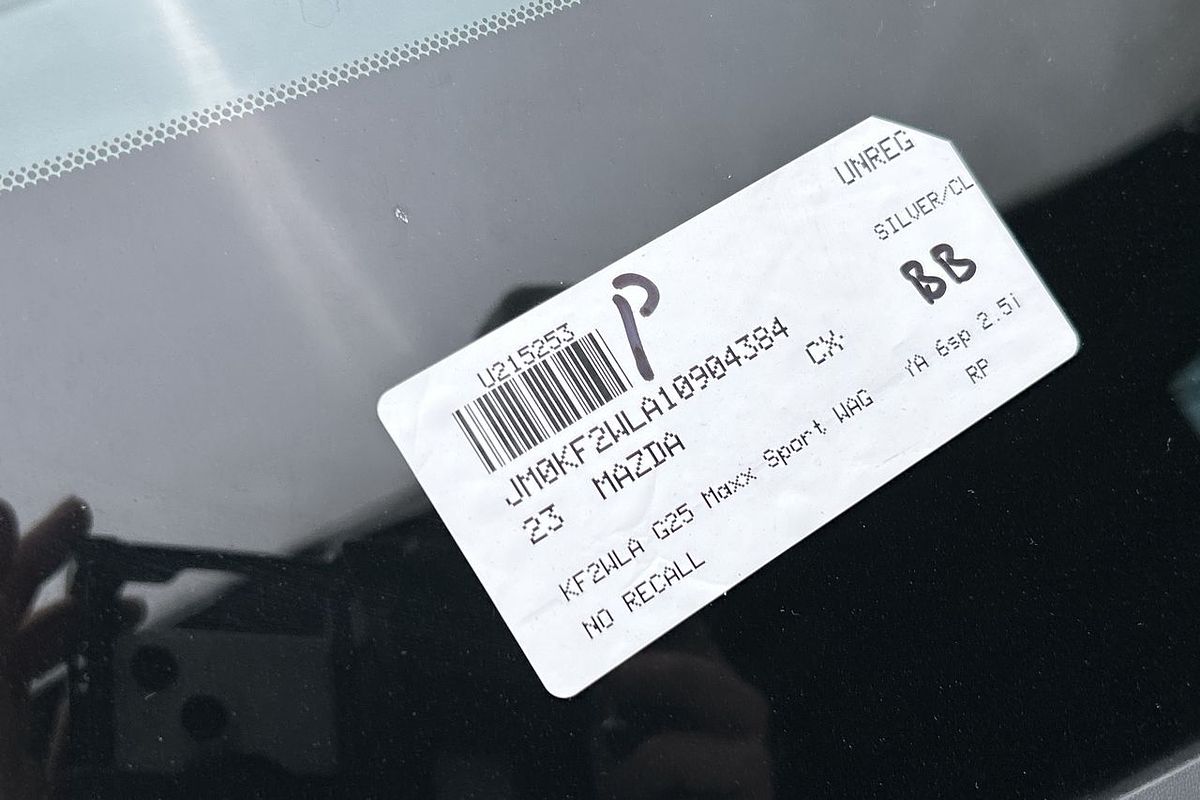 UNREG
U215253
P
SILVER/CL
JM0KF2WLA10904384
BB
23 MAZDA CX-
KF2WLA G25 Maxx Sport WAG YA 6sp 2.5i
NO RECALL RP